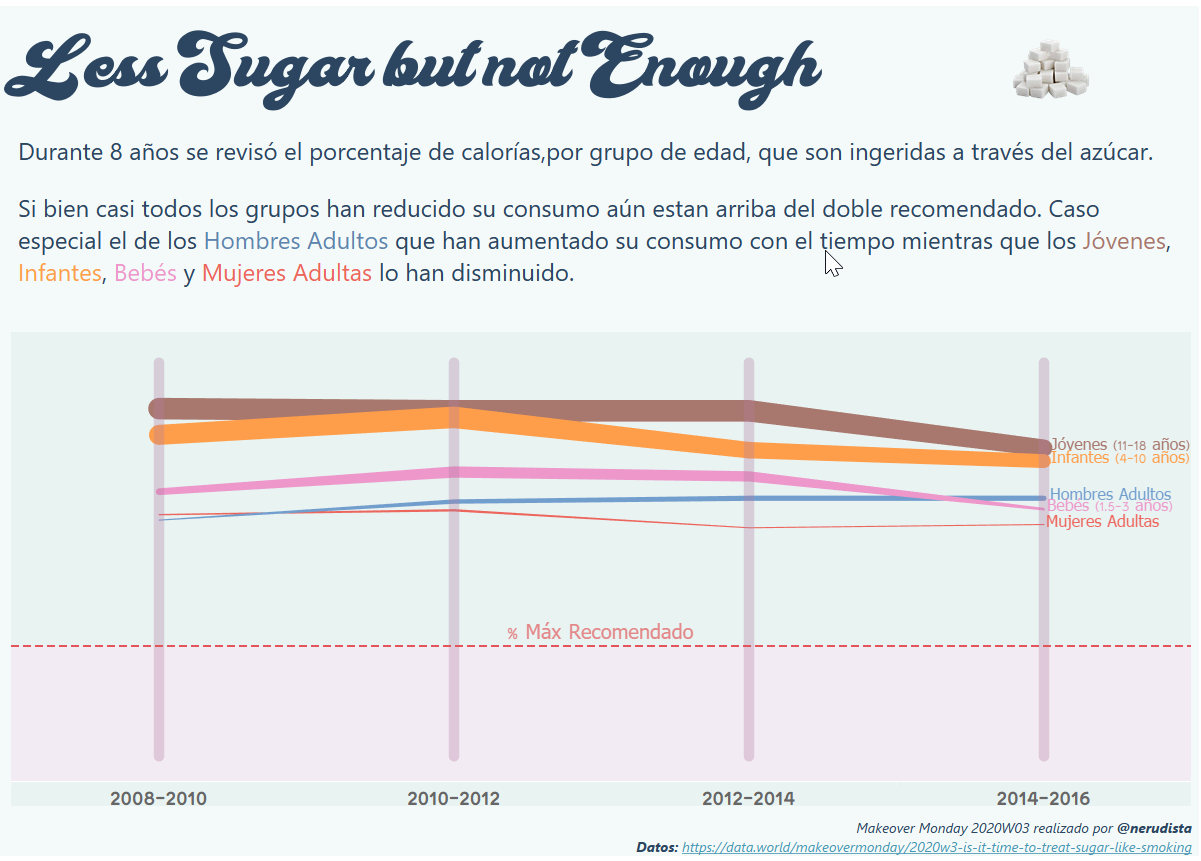 Less Sugar but not Enough
Durante 8 años se revisó el porcentaje de calorías,por grupo de edad, que son ingeridas a través del azúcar.
Si bien casi todos los grupos han reducido su consumo aún estan arriba del doble recomendado. Caso
especial el de los Hombres Adultos que han aumentado su consumo con el tiempo mientras que los Jóvenes,
Infantes, Bebés y Mujeres Adultas lo han disminuido.
Jóvenes (11-18 años)
Infantes (4-10 años)
Hombres Adultos
Bebés (1.5-3 años)
Mujeres Adultas
% Máx Recomendado
2008-2010 2010-2012 2012-2014 2014-2016
Makeover Monday 2020W03 realizado por @nerudista
Datos: https://data.world/makeovermonday/2020w3-is-it-time-to-treat-sugar-like-smoking